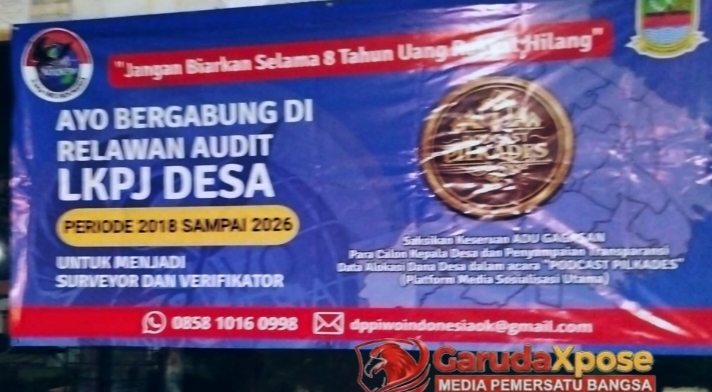 "Jangan Biarkan Selama 8 Tahun Uang Rakyat Hilang"
AYO BERGABUNG DI
RELAWAN AUDIT
LKPJ DESA
PERIODE 2018 SAMPAI 2026
UNTUK MENJADI
SURVEYOR DAN VERIFIKATOR
PILKADES
Saksikan Keseruan ADU GAGASAN
Para Calon Kepala Desa dan Penyampaian Transparansi
Data Alokasi Dana Desa dalam acara "PODCAST PILKADES"
(Platform Media Sosialisasi Utama)
0858 1016 0998
dppiwoindonesiaok@gmail.com
GarudaXpose
MEDIA PEMERSATU BANGSA